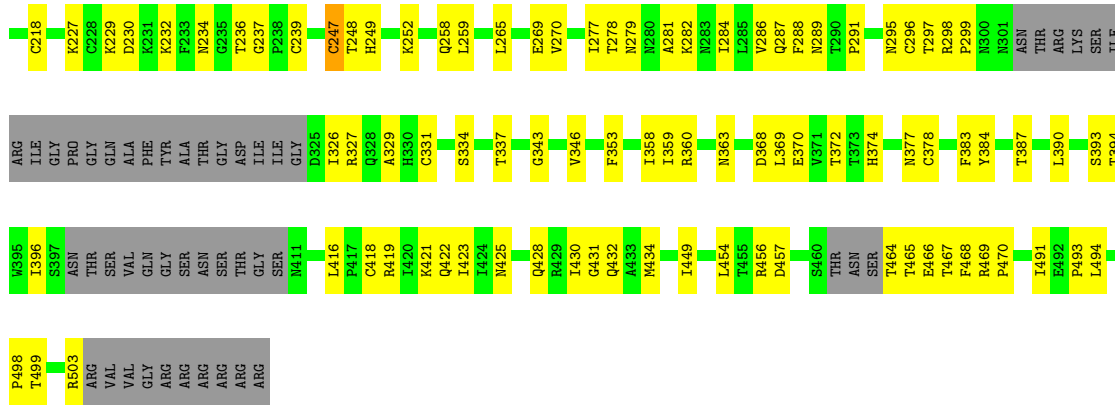 C218 K227 C228 K229 D230 K231 K232 F233 N234 G235 T236 G237 P238 C239 C247 T248 H249 K252 Q258 L259 L265 E269 V270 I277 T278 N279 N280 A281 K282 N283 I284 L285 V286 Q287 F288 N289 T290 P291 N295 C296 T297 R298 P299 N300 N301 ASN THR ARG LYS SER ILE
ARG ILE GLY PRO GLY GLN ALA PHE TYR ALA THR GLY ASP ILE ILE GLY D325 I326 R327 Q328 A329 H330 C331 S334 T337 G343 V346 F353 I358 I359 R360 N363 D368 L369 E370 V371 T372 T373 H374 N377 C378 F383 Y384 T387 L390 S393 T394
W395 I396 S397 ASN THR SER VAL GLN GLY SER ASN SER THR GLY SER N411 L416 P417 C418 R419 I420 K421 Q422 I423 I424 N425 Q428 R429 I430 G431 Q432 A433 M434 I449 L454 T455 R456 D457 S460 THR ASN SER T464 T465 E466 T467 F468 R469 P470 I491 E492 P493 L494
P498 T499 R503 ARG VAL VAL GLY ARG ARG ARG ARG ARG